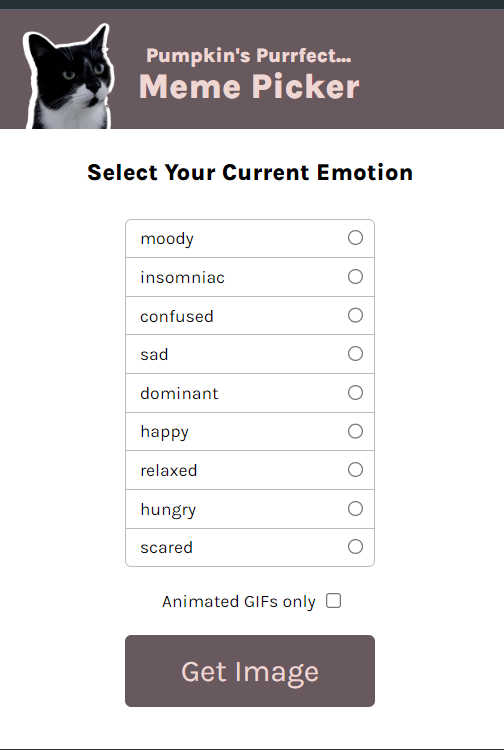 Pumpkin's Purrfect...
Meme Picker
Select Your Current Emotion
moody
insomniac
confused
sad
dominant
happy
relaxed
hungry
scared
Animated GIFs only
Get Image